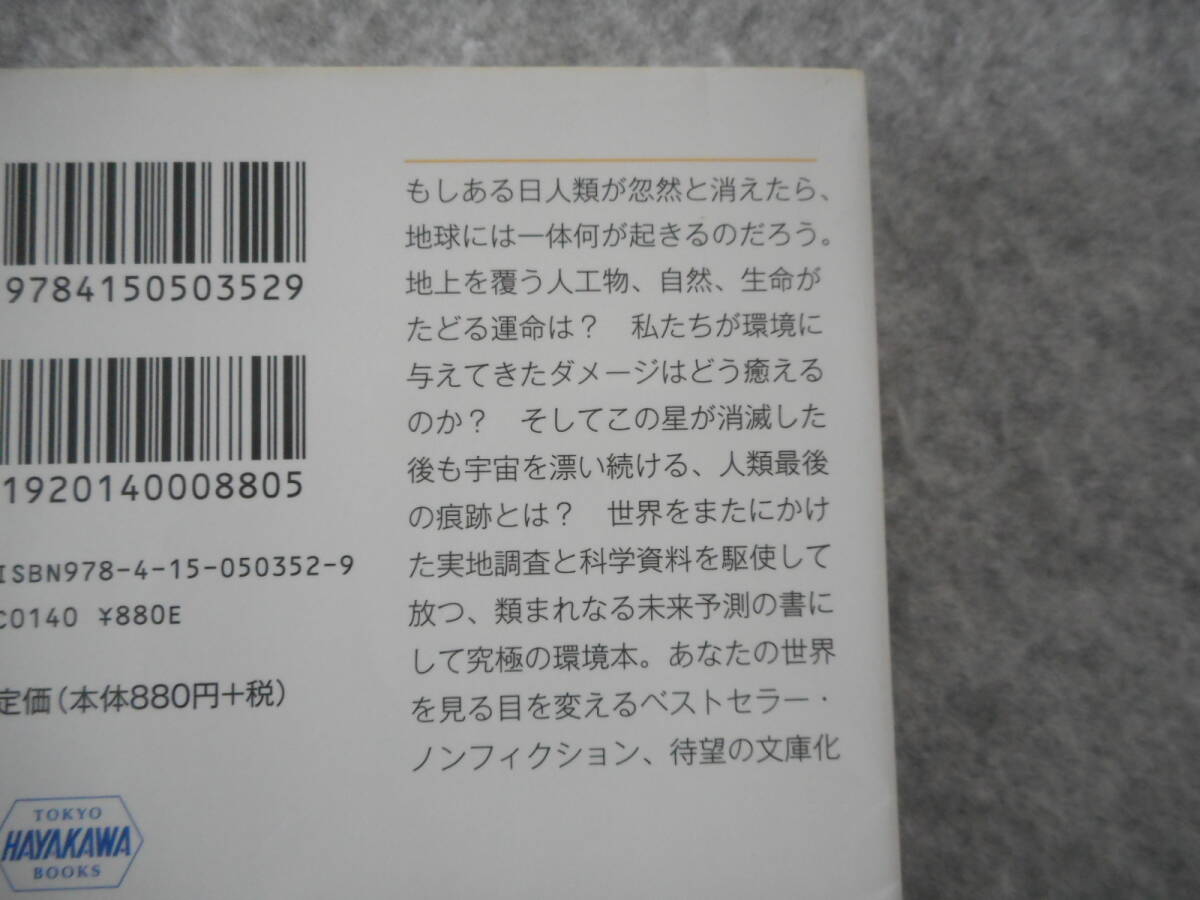 9784150503529
1920140008805
ISBN978-4-15-050352-9
C0140 ¥880E
定価(本体880円+税)
TOKYO
HAYAKAWA
BOOKS
もしある日人類が忽然と消えたら、
地球には一体何が起きるのだろう。
地上を覆う人工物、自然、生命が
たどる運命は？　私たちが環境に
与えてきたダメージはどう癒える
のか？　そしてこの星が消滅した
後も宇宙を漂い続ける、人類最後
の痕跡とは？　世界をまたにかけ
た実地調査と科学資料を駆使して
放つ、類まれなる未来予測の書に
して究極の環境本。あなたの世界
を見る目を変えるベストセラー・
ノンフィクション、待望の文庫化